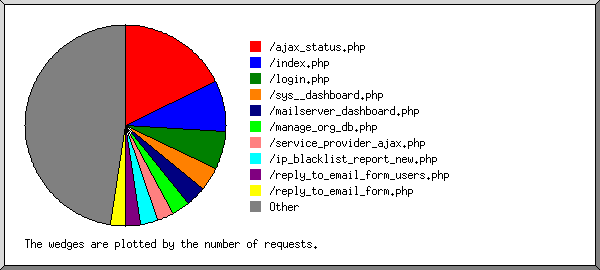 /ajax_status.php
/index.php
/login.php
/sys__dashboard.php
/mailserver_dashboard.php
/manage_org_db.php
/service_provider_ajax.php
/ip_blacklist_report_new.php
/reply_to_email_form_users.php
/reply_to_email_form.php
Other
The wedges are plotted by the number of requests.